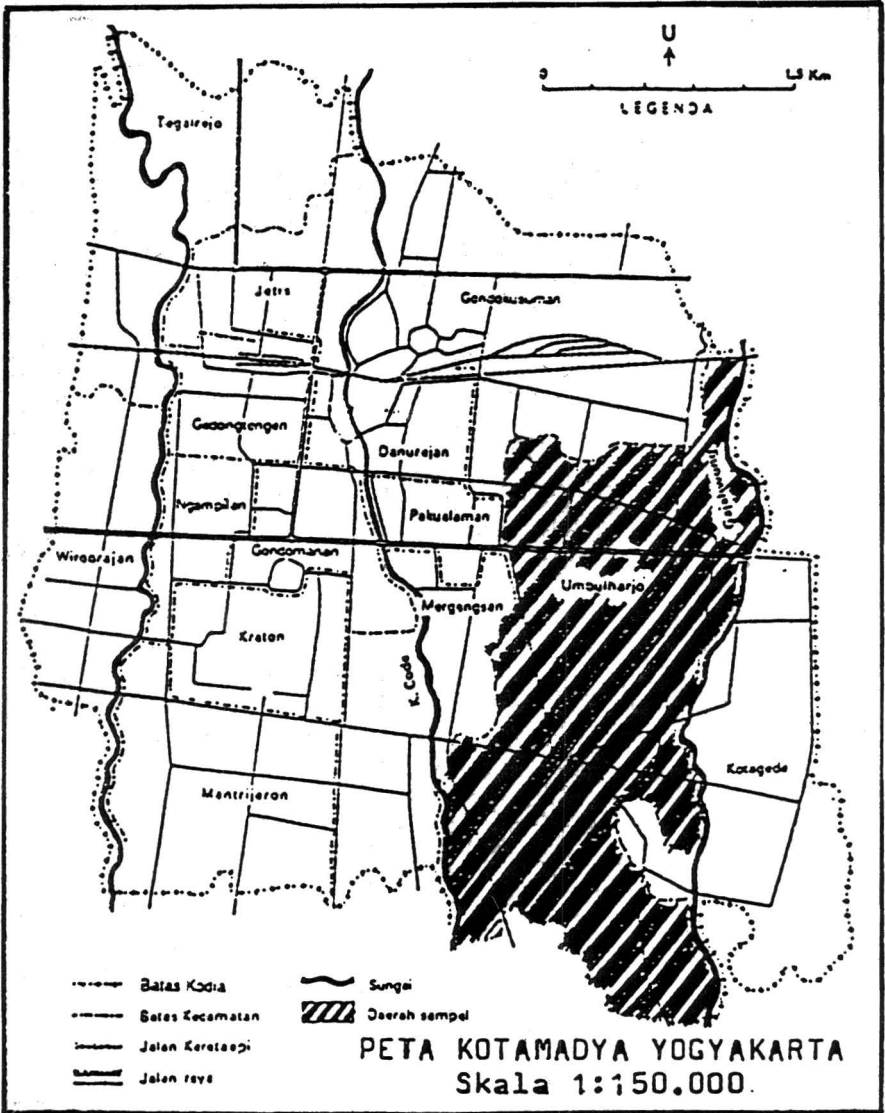 U
0 1,5 Km
LEGENDA
Tegalrejo
Jetis
Gondokusuman
Gedongtengen
Danurejan
Ngampilan
Pakualaman
Wirobrajan
Gondomanan
Umbulharjo
Mergangsan
Kraton
K. Code
Kotagede
Mantrijeron
Batas Kodia
Sungai
Batas Kecamatan
Daerah sampel
Jalan Keretaapi
Jalan raya
PETA KOTAMADYA YOGYAKARTA
Skala 1:150.000.